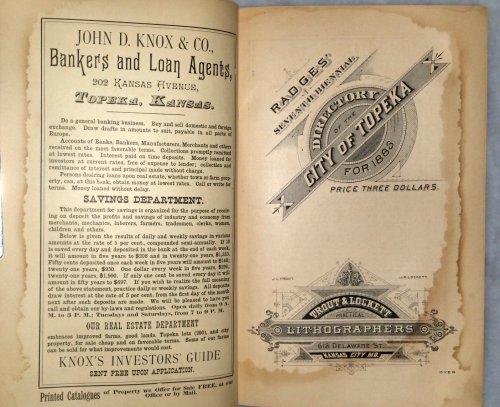 JOHN D. KNOX & CO.,
Bankers and Loan Agents,
202 KANSAS AVENUE,
TOPEKA, KANSAS.
Do a general banking business. Buy and sell domestic and foreign
exchange. Draw drafts in amounts to suit, payable in all parts of
Europe.
Accounts of Banks, Bankers, Manufacturers, Merchants and others
received on the most favorable terms. Collections promptly remitted
at lowest rates. Interest paid on time deposits. Money loaned for
investors at current rates, free of expense to lender; collection and
remittance of interest and principal made without charge.
Persons desiring loans upon real estate, whether town or farm prop-
erty, can, at this bank, obtain money at lowest rates. Call or write for
terms. Money loaned without delay.
SAVINGS DEPARTMENT.
This department for savings is organized for the purpose of receiv-
ing on deposit the profits and savings of industry and economy from
merchants, mechanics, laborers, farmers, tradesmen, clerks, women,
children and others.
Below is given the results of daily and weekly savings in various
amounts at the rate of 5 per cent, compounded semi-annually. If 10
is saved every day and deposited in the bank at the end of each week,
it will amount in five years to $208 and in twenty-one years,
Fifty cents deposited each week in five years will amount to
twenty-one years, $930. One dollar every week in five years,
twenty-one years, $1,900. If only one cent be saved every day it will
amount in fifty years to $697. If you wish to realize the full meaning
of the above statement, practice daily or weekly savings. All deposits
draw interest at the rate of 5 per cent. from the first day of the month
next after such deposits are made. We will be pleased to have you
call and obtain our by-laws and regulations. Open daily from 9 A.
M. to 3 P. M.; Tuesdays and Saturdays, from 7 to 9 P. M.
OUR REAL ESTATE DEPARTMENT
embraces improved farms, good lands, Topeka lots (200), and city
property, for sale cheap and on favorable terms. Some of our farms
can be sold for what improvements would cost.
KNOX'S INVESTORS' GUIDE
SENT FREE UPON APPLICATION.
Printed Catalogues of Property we Offer for Sale FREE, at our
Office or by Mail.
RADGES'
SEVENTH BIENNIAL
DIRECTORY
OF THE
CITY OF TOPEKA
FOR 1883
PRICE THREE DOLLARS.
PROUT & LOCKETT
PRACTICAL
LITHOGRAPHERS
618 DELAWARE ST.
KANSAS CITY MO.
OVER